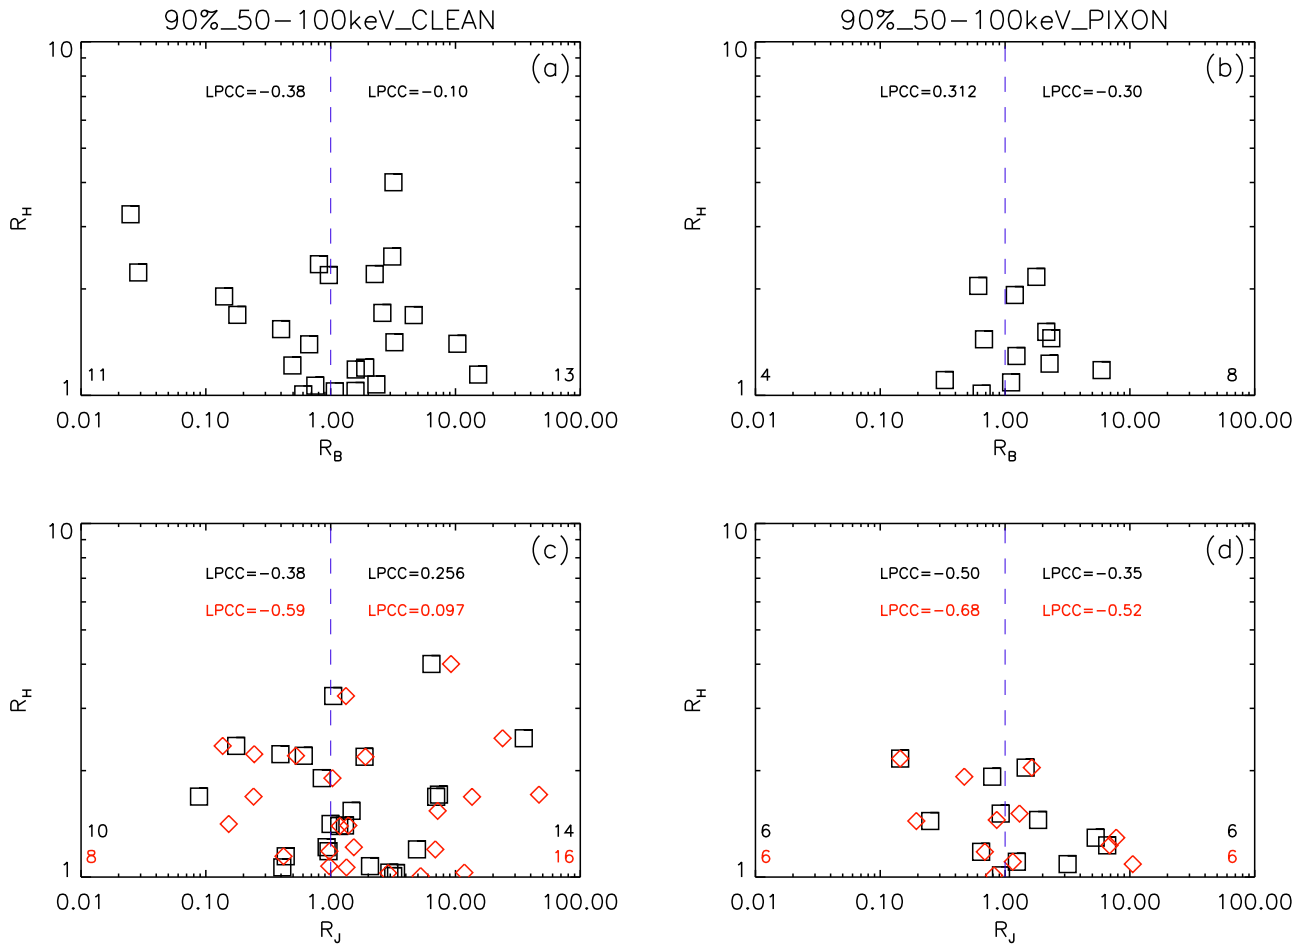 90%_50-100keV_CLEAN
90%_50-100keV_PIXON
10
(a)
LPCC=-0.38
LPCC=-0.10
R_H
11
13
1
0.01 0.10 1.00 10.00 100.00
R_B
10
(b)
LPCC=0.312
LPCC=-0.30
R_H
4
8
1
0.01 0.10 1.00 10.00 100.00
R_B
10
(c)
LPCC=-0.38
LPCC=0.256
LPCC=-0.59
LPCC=0.097
R_H
10
14
8
16
1
0.01 0.10 1.00 10.00 100.00
R_J
10
(d)
LPCC=-0.50
LPCC=-0.35
LPCC=-0.68
LPCC=-0.52
R_H
6
6
6
6
1
0.01 0.10 1.00 10.00 100.00
R_J